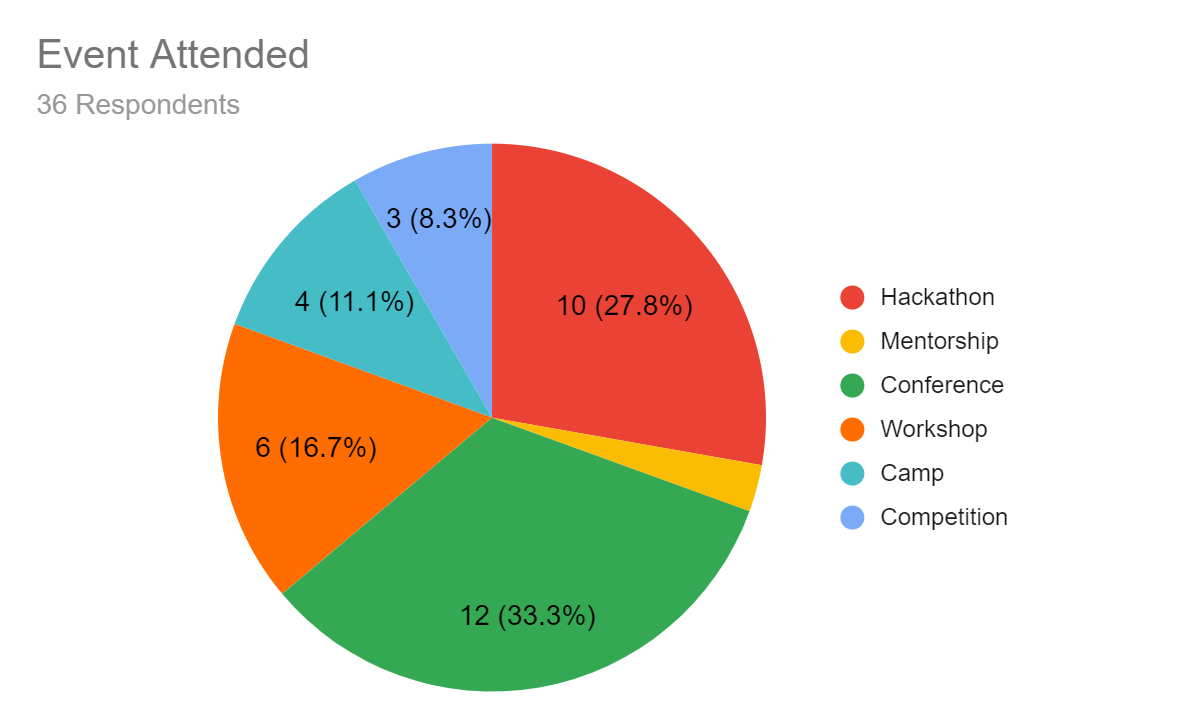 Event Attended
36 Respondents
3 (8.3%)
10 (27.8%)
4 (11.1%)
6 (16.7%)
12 (33.3%)
Hackathon
Mentorship
Conference
Workshop
Camp
Competition